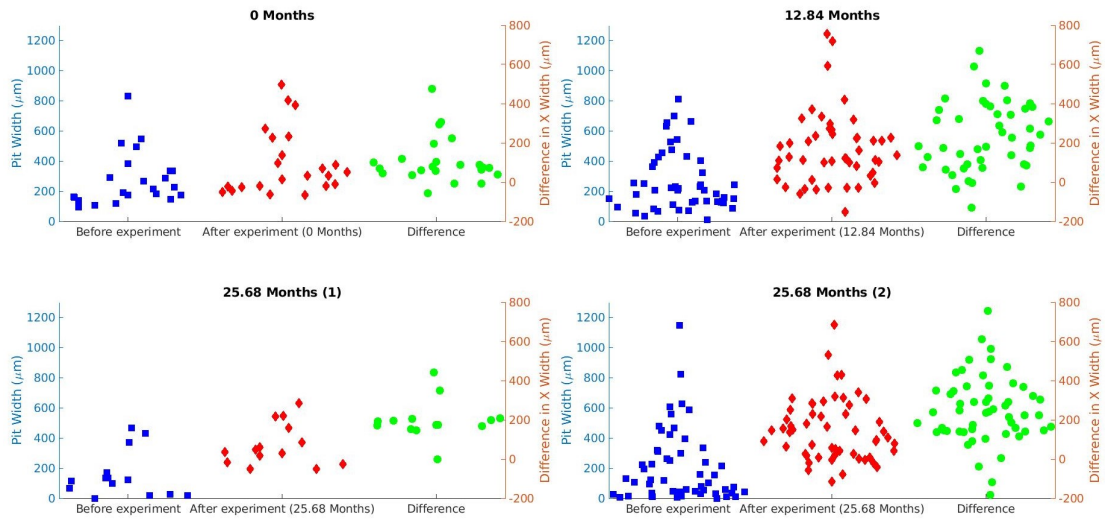 0 Months
12.84 Months
1200
1000
800
600
400
200
0
Pit Width (μm)
800
600
400
200
0
-200
Difference in X Width (μm)
Before experiment
After experiment (0 Months)
Difference
1200
1000
800
600
400
200
0
Pit Width (μm)
800
600
400
200
0
-200
Difference in X Width (μm)
Before experiment
After experiment (12.84 Months)
Difference
25.68 Months (1)
25.68 Months (2)
1200
1000
800
600
400
200
0
Pit Width (μm)
800
600
400
200
0
-200
Difference in X Width (μm)
Before experiment
After experiment (25.68 Months)
Difference
1200
1000
800
600
400
200
0
Pit Width (μm)
800
600
400
200
0
-200
Difference in X Width (μm)
Before experiment
After experiment (25.68 Months)
Difference